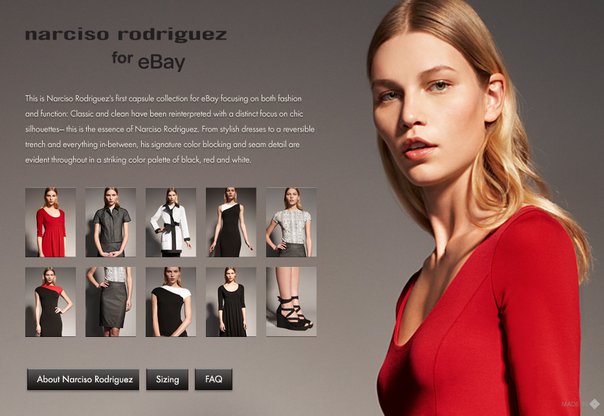 narciso rodriguez
for eBay
This is Narciso Rodriguez's first capsule collection for eBay focusing on both fashion
and function: Classic and clean have been reinterpreted with a distinct focus on chic
silhouettes– this is the essence of Narciso Rodriguez. From stylish dresses to a reversible
trench and everything in-between, his signature color blocking and seam detail are
evident throughout in a striking color palette of black, red and white.
About Narciso Rodriguez
Sizing
FAQ